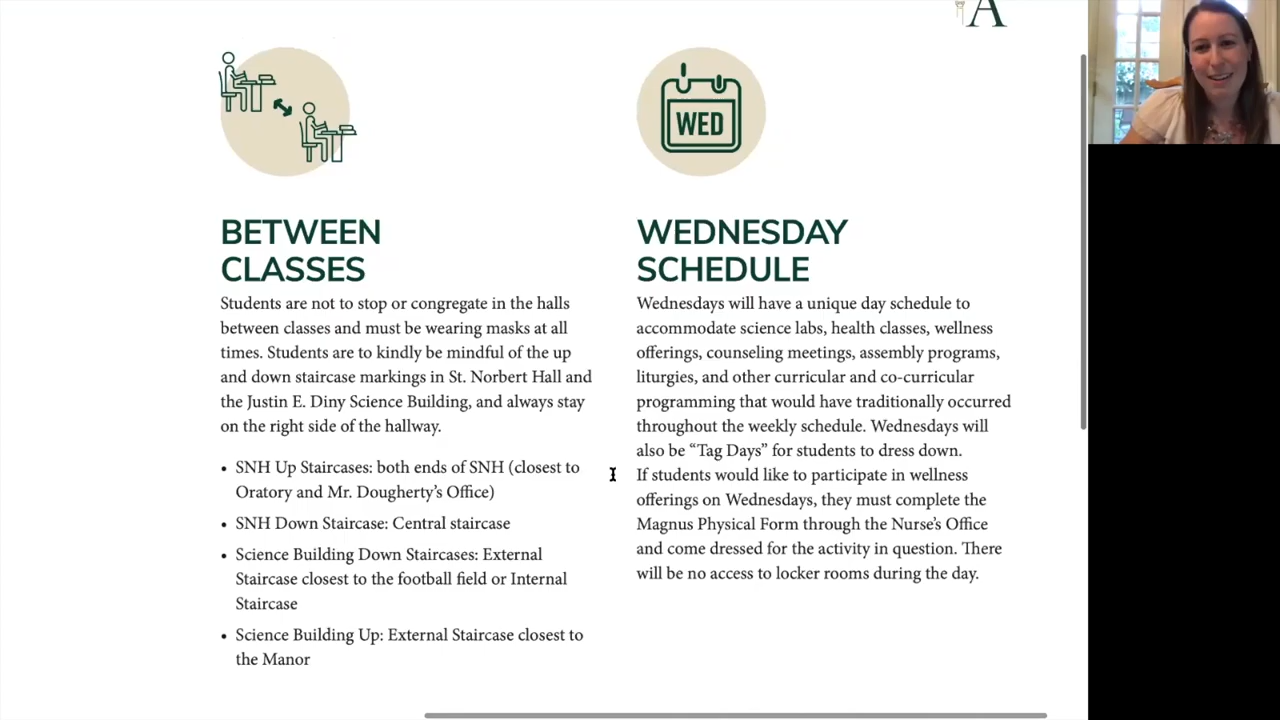 A
WED
BETWEEN
CLASSES
Students are not to stop or congregate in the halls
between classes and must be wearing masks at all
times. Students are to kindly be mindful of the up
and down staircase markings in St. Norbert Hall and
the Justin E. Diny Science Building, and always stay
on the right side of the hallway.
• SNH Up Staircases: both ends of SNH (closest to
Oratory and Mr. Dougherty’s Office)
• SNH Down Staircase: Central staircase
• Science Building Down Staircases: External
Staircase closest to the football field or Internal
Staircase
• Science Building Up: External Staircase closest to
the Manor
WEDNESDAY
SCHEDULE
Wednesdays will have a unique day schedule to
accommodate science labs, health classes, wellness
offerings, counseling meetings, assembly programs,
liturgies, and other curricular and co-curricular
programming that would have traditionally occurred
throughout the weekly schedule. Wednesdays will
also be “Tag Days” for students to dress down.
If students would like to participate in wellness
offerings on Wednesdays, they must complete the
Magnus Physical Form through the Nurse’s Office
and come dressed for the activity in question. There
will be no access to locker rooms during the day.